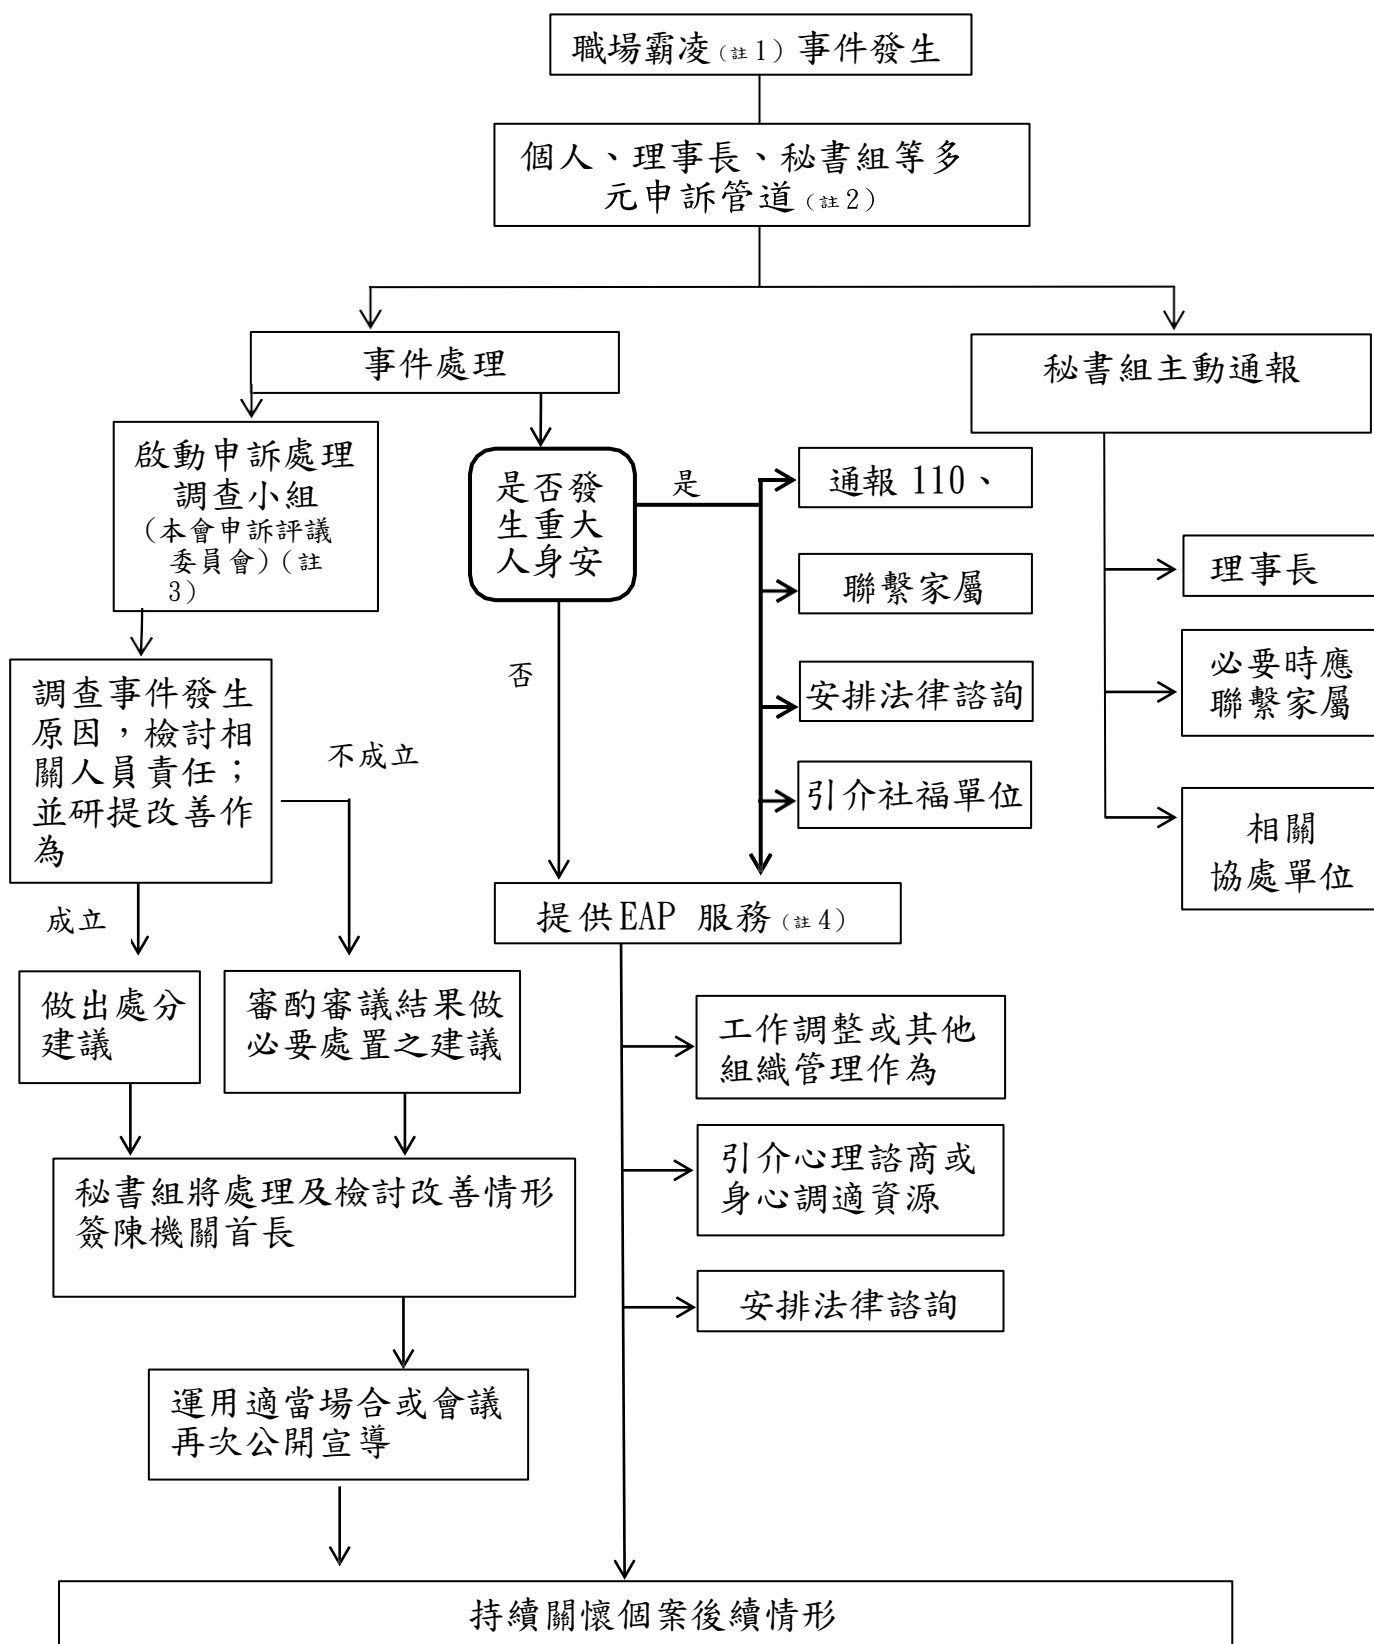 職場霸凌(註1)事件發生
個人、理事長、秘書組等多
元申訴管道(註2)
事件處理
秘書組主動通報
啟動申訴處理
調查小組
(本會申訴評議
委員會)(註
3)
是否發
生重大
人身安
是
通報 110、
聯繫家屬
安排法律諮詢
引介社福單位
理事長
必要時應
聯繫家屬
相關
協處單位
否
調查事件發生
原因，檢討相
關人員責任；
並研提改善作
為
不成立
成立
提供EAP 服務(註4)
做出處分
建議
審酌審議結果做
必要處置之建議
工作調整或其他
組織管理作為
引介心理諮商或
身心調適資源
安排法律諮詢
秘書組將處理及檢討改善情形
簽陳機關首長
運用適當場合或會議
再次公開宣導
持續關懷個案後續情形